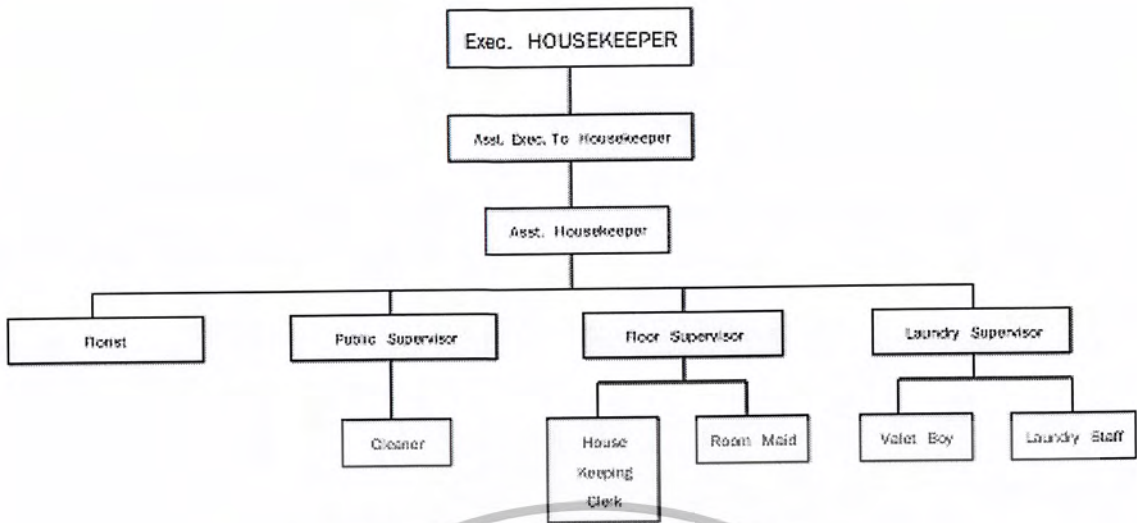 Exec. HOUSEKEEPER
Asst. Exec. To Housekeeper
Asst. Housekeeper
Florist
Public Supervisor
Floor Supervisor
Laundry Supervisor
Cleaner
House
Keeping
Clerk
Room Maid
Valet Boy
Laundry Staff